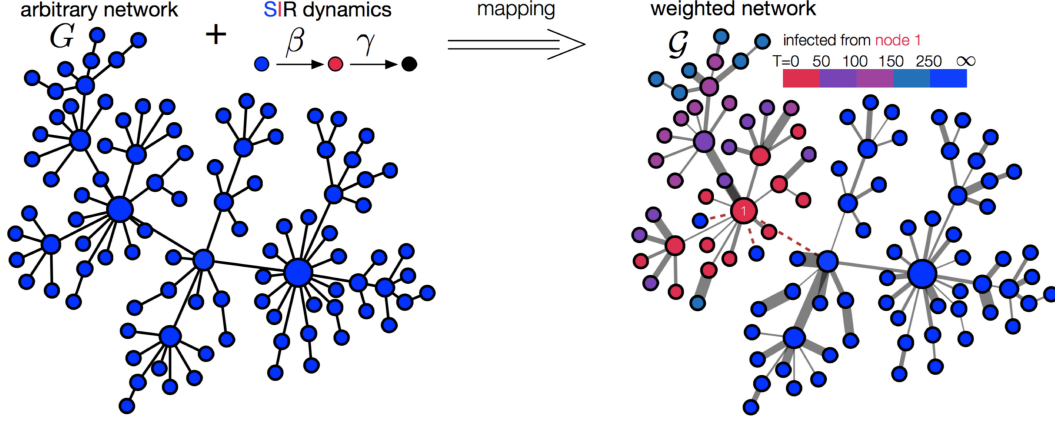 arbitrary network
G
+
SIR dynamics
β γ
mapping
weighted network
𝒢
infected from node 1
T=0 50 100 150 250 ∞
1